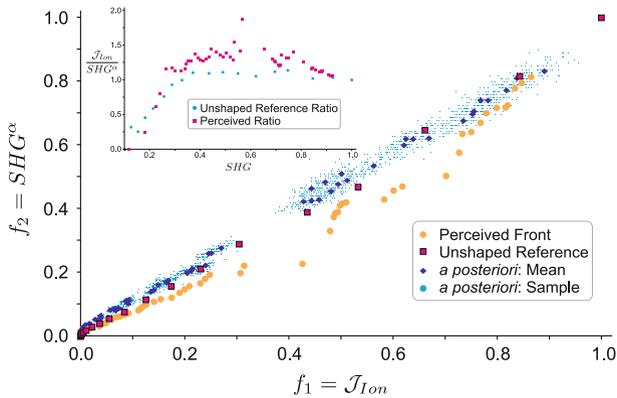 2.0
1.5
1.0
0.5
0.0
0.2
0.4
0.6
0.8
1.0
SHG
J_Ion
SHG^α
Unshaped Reference Ratio
Perceived Ratio
1.0
0.8
0.6
0.4
0.2
0.0
f₂ = SHG^α
Perceived Front
Unshaped Reference
a posteriori: Mean
a posteriori: Sample
0.0
0.2
0.4
0.6
0.8
1.0
f₁ = J_Ion